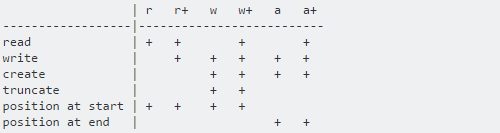 | r   r+   w   w+   a   a+
------------------|--------------------------
read              | +   +        +        +
write             |     +    +   +    +   +
create            |          +   +    +   +
truncate          |          +   +
position at start | +   +    +   +
position at end   |                   +   +